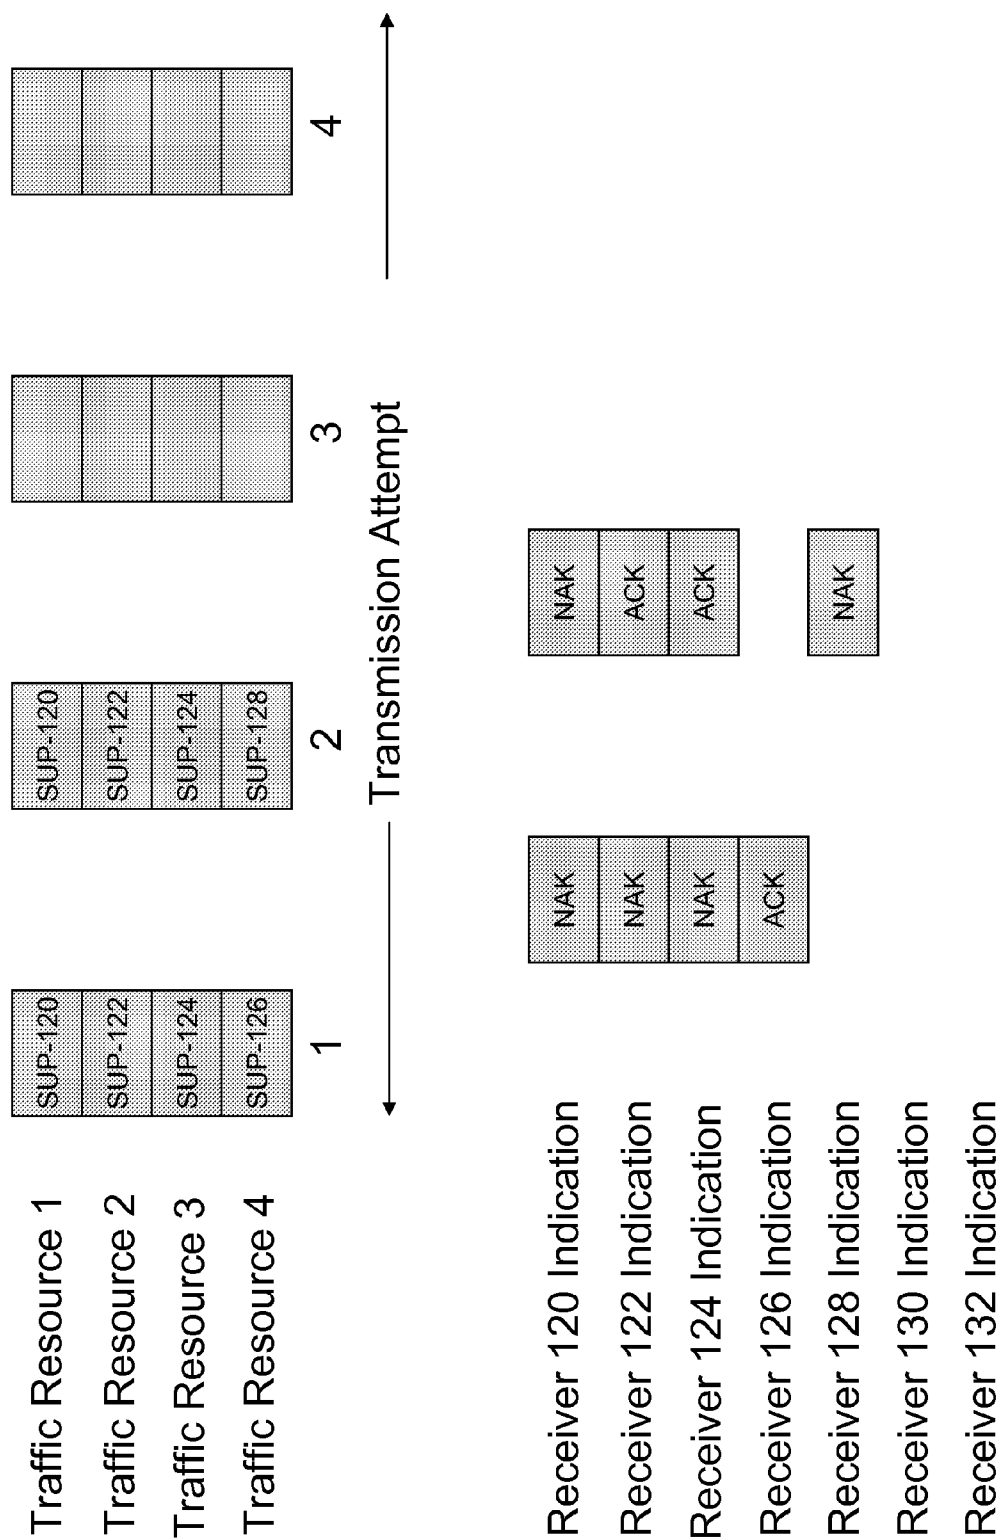 Traffic Resource 1 SUP-120 SUP-120
Traffic Resource 2 SUP-122 SUP-122
Traffic Resource 3 SUP-124 SUP-124
Traffic Resource 4 SUP-126 SUP-128
1 2 3 4
Transmission Attempt
Receiver 120 Indication NAK NAK
Receiver 122 Indication NAK ACK
Receiver 124 Indication NAK ACK
Receiver 126 Indication ACK
Receiver 128 Indication NAK
Receiver 130 Indication
Receiver 132 Indication